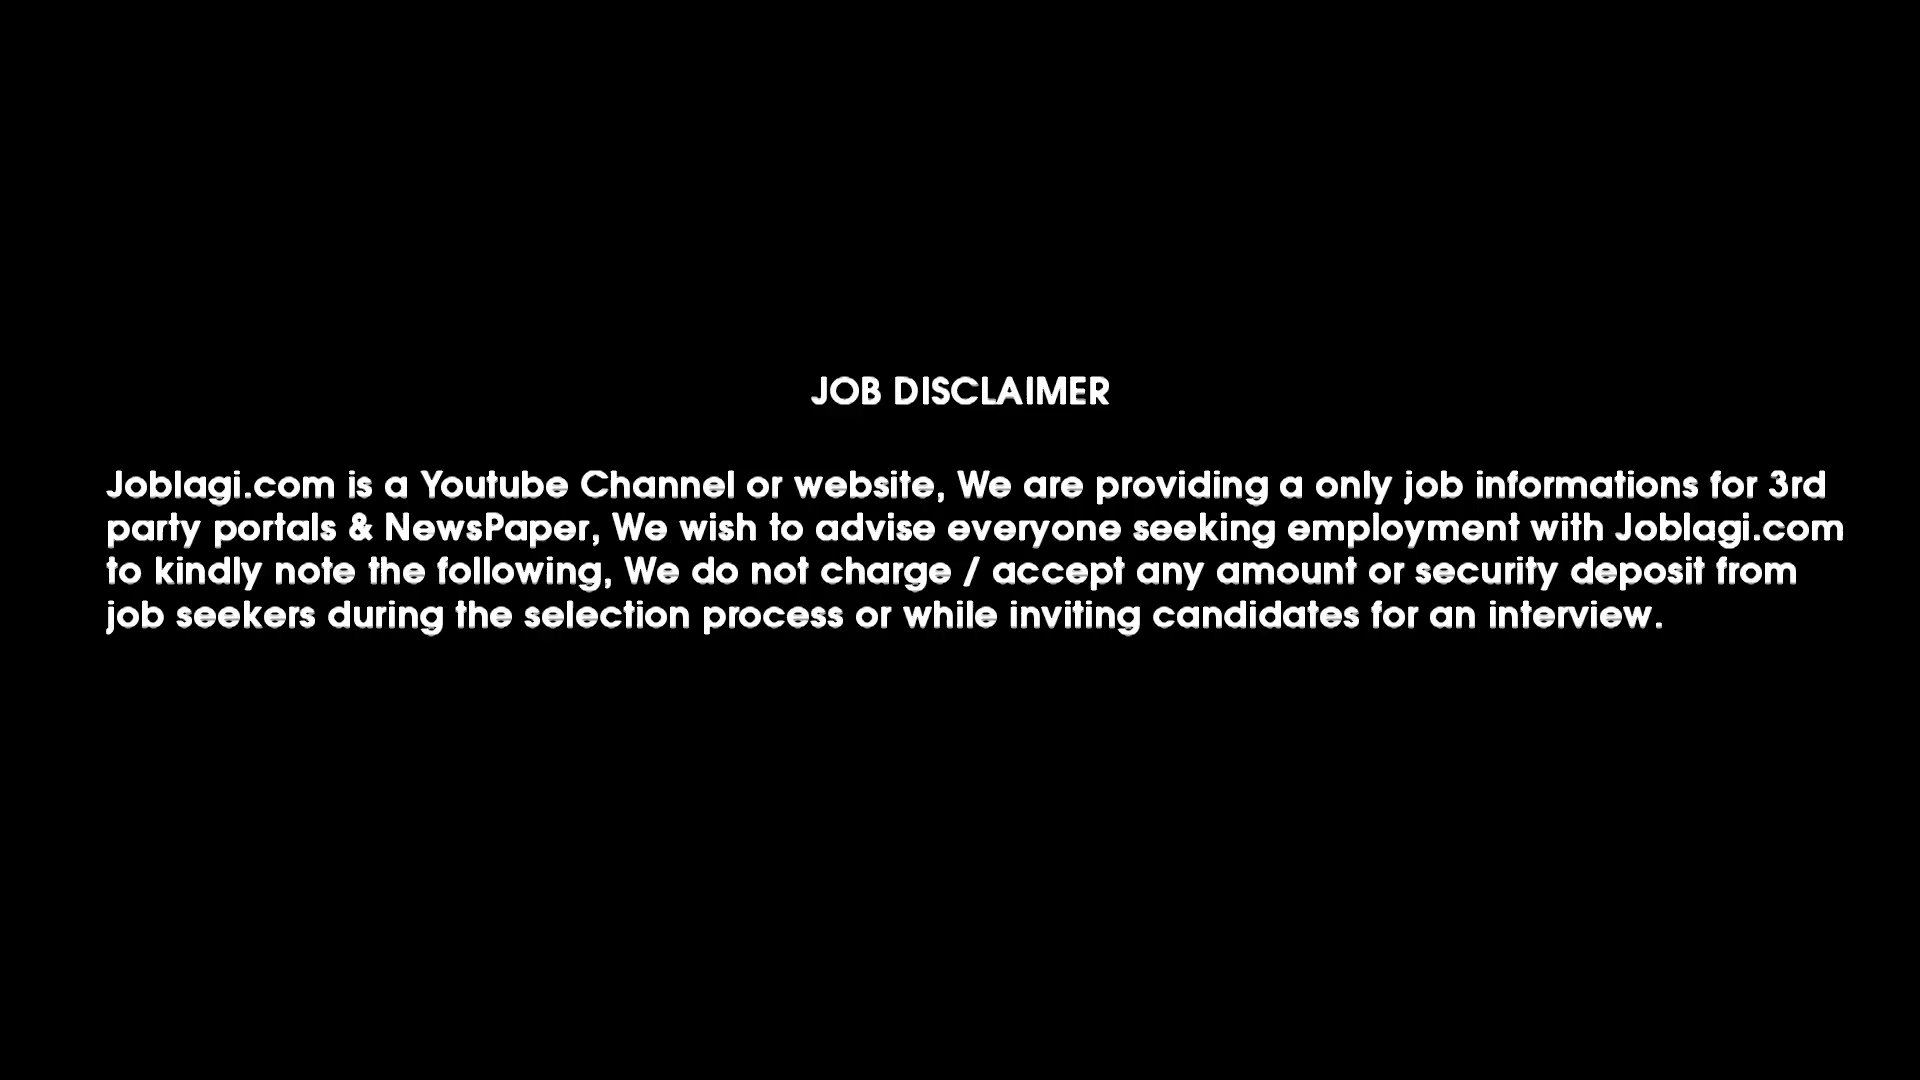 JOB DISCLAIMER
Joblagi.com is a Youtube Channel or website, We are providing a only job informations for 3rd
party portals & NewsPaper, We wish to advise everyone seeking employment with Joblagi.com
to kindly note the following, We do not charge / accept any amount or security deposit from
job seekers during the selection process or while inviting candidates for an interview.